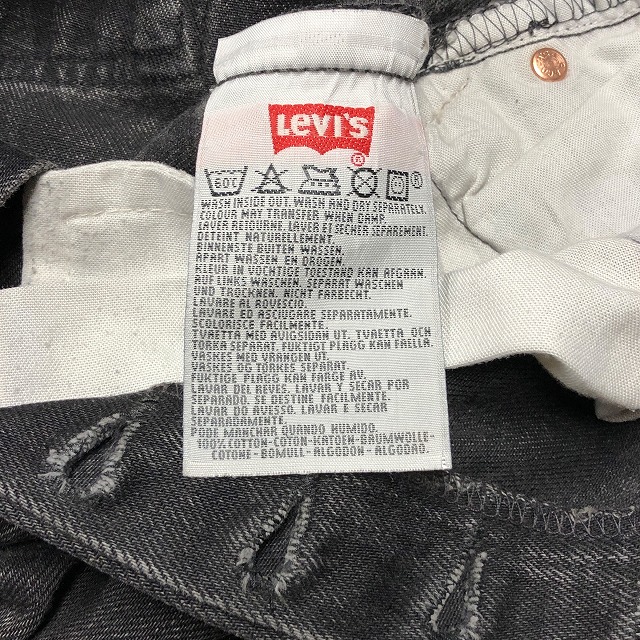 LEVI'S
®
60C ®
WASH INSIDE OUT. WASH AND DRY SEPARATELY.
COLOUR MAY TRANSFER WHEN DAMP.
LAVER RETOURNE. LAVER ET SECHER SEPAREMENT.
DETEINT NATURELLEMENT.
BINNENSTE BUITEN WASSEN.
APART WASSEN EN DROGEN.
KLEUR IN VOCHTIGE TOESTAND KAN AFGAAN.
AUF LINKS WASCHEN, SEPARAT WASCHEN
UND TROCKNEN. NICHT FARBECHT.
LAVARE AL ROVESCIO.
LAVARE ED ASCIUGARE SEPARATAMENTE.
SCOLORISCE FACILMENTE.
TVAETTA MED AVIGSIDAN UT. TVAETTA OCH
TORKA SEPARAT. FUKTIGT PLAGG KAN FAELLA.
VASKES MED VRANGEN UT.
VASKES OG TORKES SEPARAT.
FUKTIGE PLAGG KAN FARGE AV.
LAVAR DEL REVES. LAVAR Y SECAR POR
SEPARADO. SE DESTINE FACILMENTE.
LAVAR DO AVESSO. LAVAR E SECAR
SEPARADAMENTE.
PODE MANCHAR QUANDO HUMIDO.
100% COTTON-COTON-KATOEN-BAUMWOLLE-
COTONE-BOMULL-ALGODON-ALGODAO.